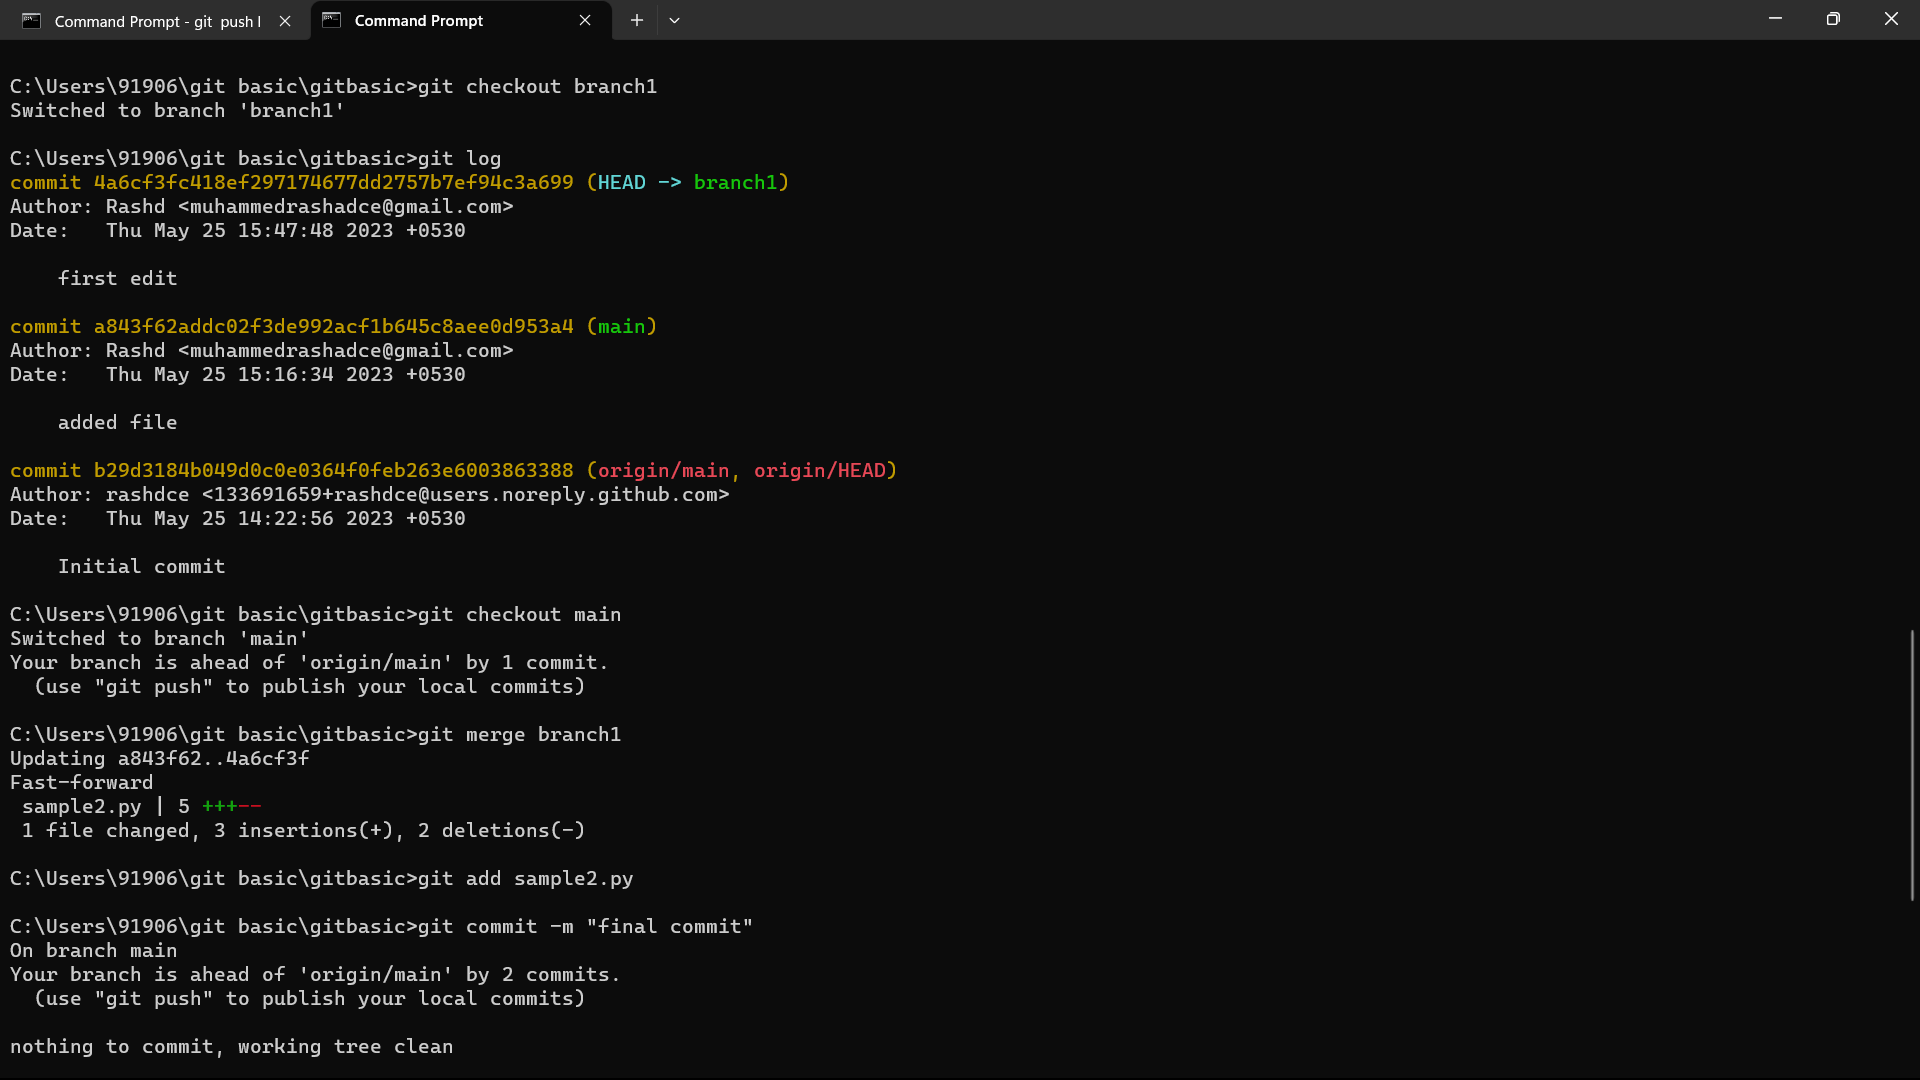 Command Prompt - git  push l
Command Prompt
C:\Users\91906\git basic\gitbasic>git checkout branch1
Switched to branch 'branch1'
C:\Users\91906\git basic\gitbasic>git log
commit 4a6cf3fc418ef297174677dd2757b7ef94c3a699 (HEAD -> branch1)
Author: Rashd <muhammedrashadce@gmail.com>
Date:   Thu May 25 15:47:48 2023 +0530
    first edit
commit a843f62addc02f3de992acf1b645c8aee0d953a4 (main)
Author: Rashd <muhammedrashadce@gmail.com>
Date:   Thu May 25 15:16:34 2023 +0530
    added file
commit b29d3184b049d0c0e0364f0feb263e6003863388 (origin/main, origin/HEAD)
Author: rashdce <133691659+rashdce@users.noreply.github.com>
Date:   Thu May 25 14:22:56 2023 +0530
    Initial commit
C:\Users\91906\git basic\gitbasic>git checkout main
Switched to branch 'main'
Your branch is ahead of 'origin/main' by 1 commit.
  (use "git push" to publish your local commits)
C:\Users\91906\git basic\gitbasic>git merge branch1
Updating a843f62..4a6cf3f
Fast-forward
 sample2.py | 5 +++--
 1 file changed, 3 insertions(+), 2 deletions(-)
C:\Users\91906\git basic\gitbasic>git add sample2.py
C:\Users\91906\git basic\gitbasic>git commit -m "final commit"
On branch main
Your branch is ahead of 'origin/main' by 2 commits.
  (use "git push" to publish your local commits)
nothing to commit, working tree clean